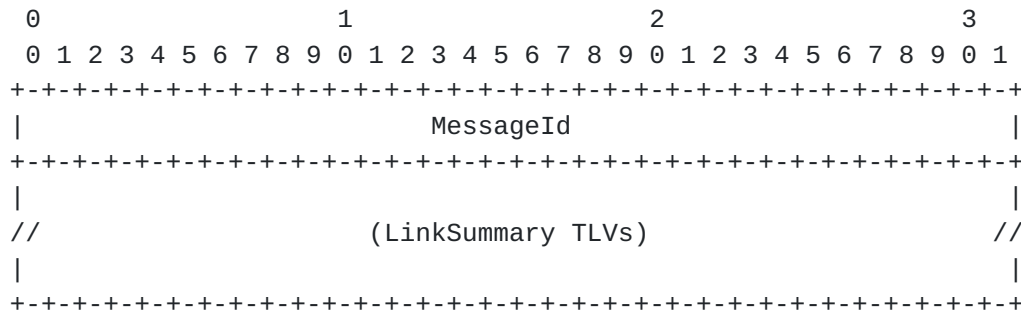 0                   1                   2                   3
 0 1 2 3 4 5 6 7 8 9 0 1 2 3 4 5 6 7 8 9 0 1 2 3 4 5 6 7 8 9 0 1
+-+-+-+-+-+-+-+-+-+-+-+-+-+-+-+-+-+-+-+-+-+-+-+-+-+-+-+-+-+-+-+-+
|                          MessageId                            |
+-+-+-+-+-+-+-+-+-+-+-+-+-+-+-+-+-+-+-+-+-+-+-+-+-+-+-+-+-+-+-+-+
|                                                               |
//                     (LinkSummary TLVs)                      //
|                                                               |
+-+-+-+-+-+-+-+-+-+-+-+-+-+-+-+-+-+-+-+-+-+-+-+-+-+-+-+-+-+-+-+-+